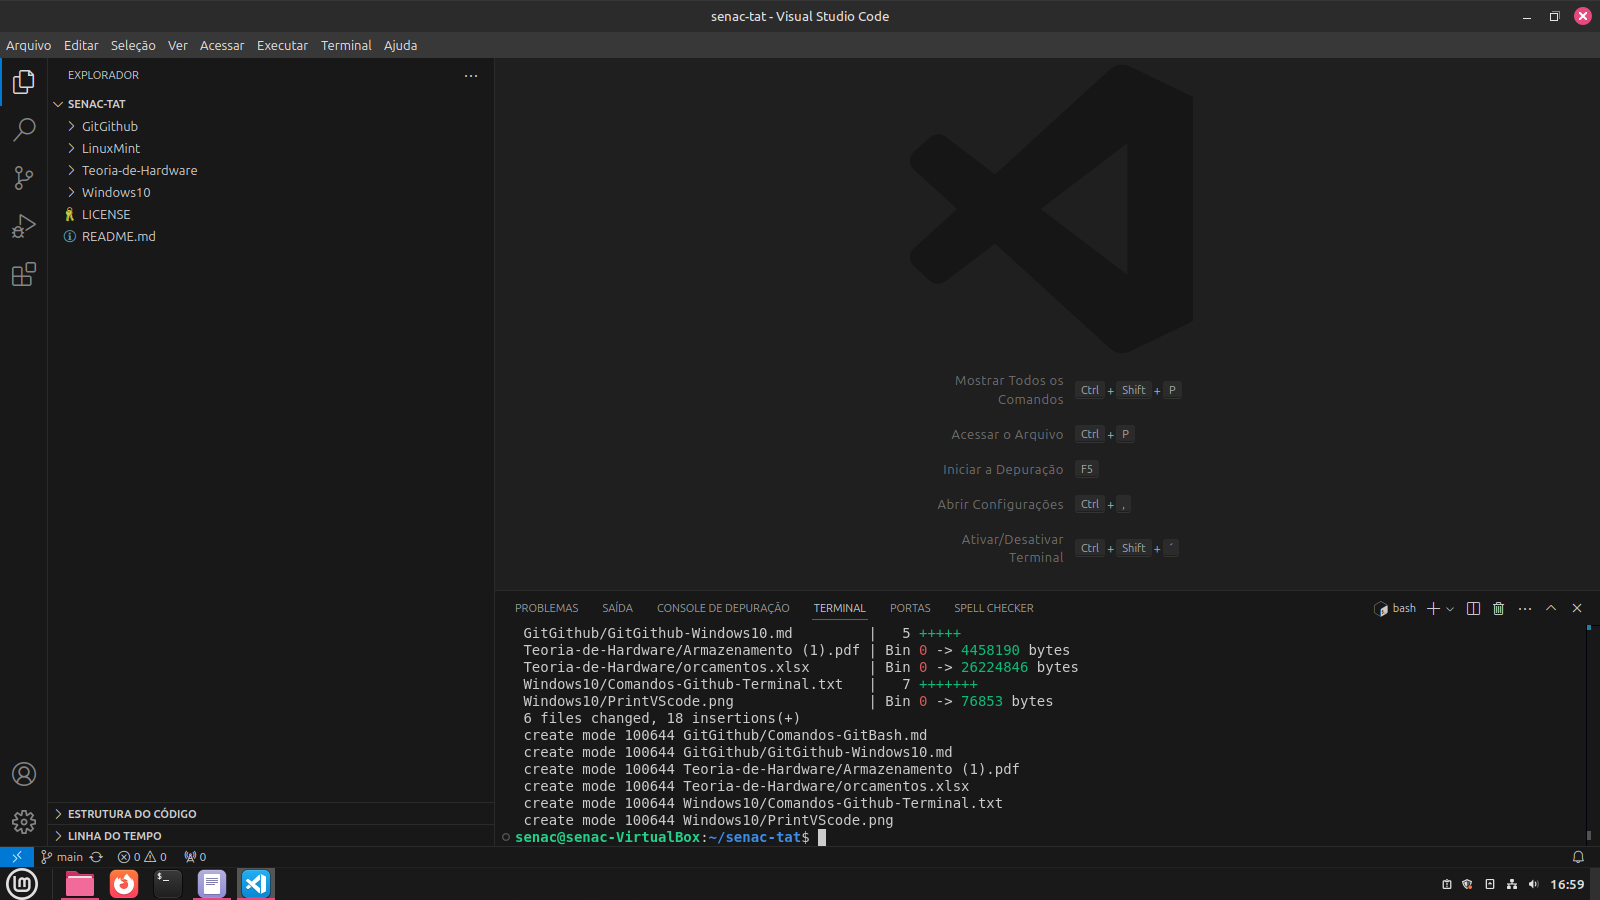 senac-tat - Visual Studio Code
Arquivo Editar Seleção Ver Acessar Executar Terminal Ajuda
EXPLORADOR
SENAC-TAT
GitGithub
LinuxMint
Teoria-de-Hardware
Windows10
LICENSE
README.md
Mostrar Todos os Comandos Ctrl + Shift + P
Acessar o Arquivo Ctrl + P
Iniciar a Depuração F5
Abrir Configurações Ctrl + ,
Ativar/Desativar Terminal Ctrl + Shift + ´
PROBLEMAS SAÍDA CONSOLE DE DEPURAÇÃO TERMINAL PORTAS SPELL CHECKER bash
GitGithub/GitGithub-Windows10.md | 5 +++++
Teoria-de-Hardware/Armazenamento (1).pdf | Bin 0 -> 4458190 bytes
Teoria-de-Hardware/orcamentos.xlsx | Bin 0 -> 26224846 bytes
Windows10/Comandos-Github-Terminal.txt | 7 +++++++
Windows10/PrintVScode.png | Bin 0 -> 76853 bytes
6 files changed, 18 insertions(+)
create mode 100644 GitGithub/Comandos-GitBash.md
create mode 100644 GitGithub/GitGithub-Windows10.md
create mode 100644 Teoria-de-Hardware/Armazenamento (1).pdf
create mode 100644 Teoria-de-Hardware/orcamentos.xlsx
create mode 100644 Windows10/Comandos-Github-Terminal.txt
create mode 100644 Windows10/PrintVScode.png
senac@senac-VirtualBox:~/senac-tat$
ESTRUTURA DO CÓDIGO
LINHA DO TEMPO
main 0 0 0
16:59